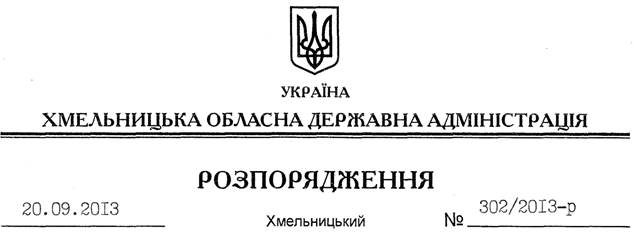 УКРАЇНА
ХМЕЛЬНИЦЬКА ОБЛАСНА ДЕРЖАВНА АДМІНІСТРАЦІЯ
РОЗПОРЯДЖЕННЯ
20.09.2013 Хмельницький № 302/2013-р